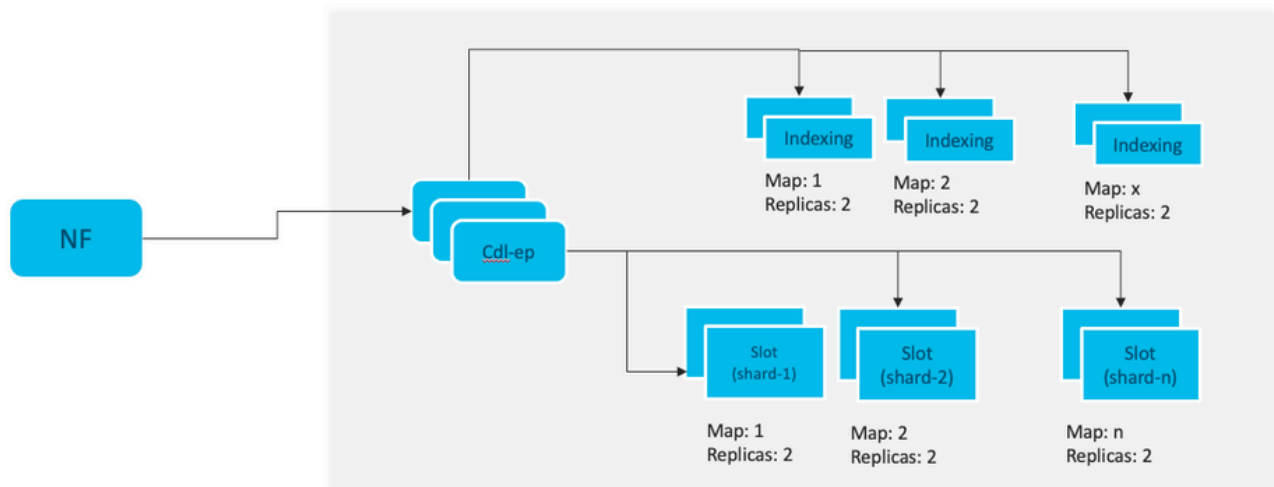 Indexing
Indexing
Indexing
Map: 1
Replicas: 2
Map: 2
Replicas: 2
Map: x
Replicas: 2
NF
Cdl-ep
Slot
(shard-1)
Slot
(shard-2)
Slot
(shard-n)
Map: 1
Replicas: 2
Map: 2
Replicas: 2
Map: n
Replicas: 2